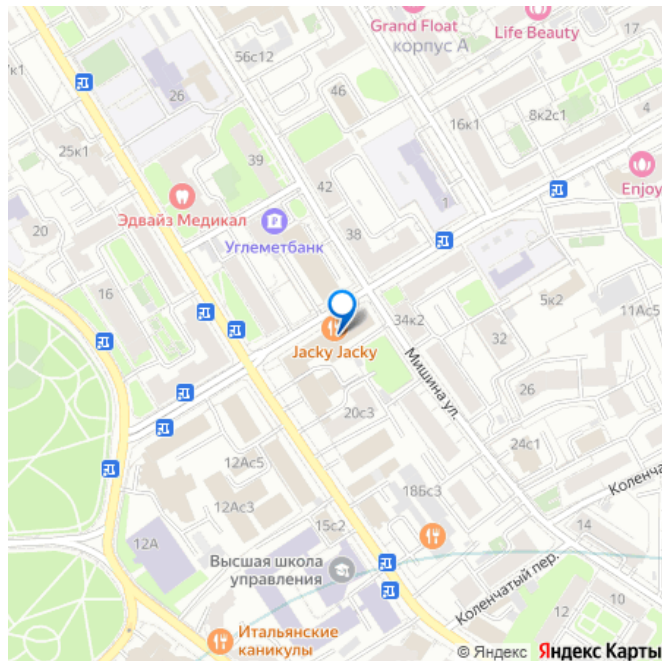 Grand Float
корпус А
Life Beauty
7к1
56с12
26
46
16к1
8к2с1
4
25к1
39
42
1
Enjoy
Эдвайз Медикал
Углеметбанк
20
38
16
5к2
11Ас5
34к2
32
Jacky Jacky
Мишина ул.
26
20с3
24с1
12Ас5
Коленча
18Бс3
12Ас3
15с2
14
12А
Высшая школа
управления
Коленчатый пер.
12
10
Итальянские
каникулы
© Яндекс Яндекс Карты